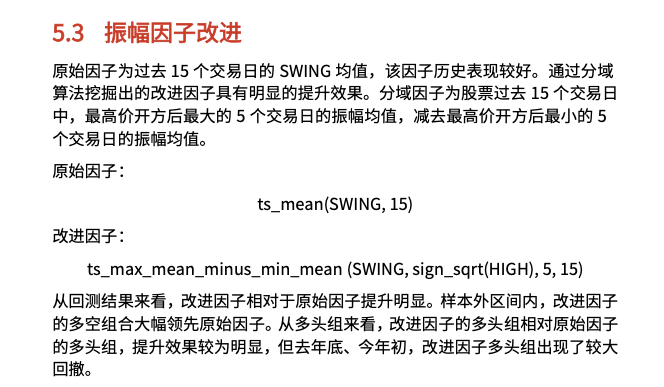 5.3 振幅因子改进
原始因子为过去 15 个交易日的 SWING 均值，该因子历史表现较好。通过分域
算法挖掘出的改进因子具有明显的提升效果。分域因子为股票过去 15 个交易日
中，最高价开方后最大的 5 个交易日的振幅均值，减去最高价开方后最小的 5
个交易日的振幅均值。
原始因子：
ts_mean(SWING, 15)
改进因子：
ts_max_mean_minus_min_mean (SWING, sign_sqrt(HIGH), 5, 15)
从回测结果来看，改进因子相对于原始因子提升明显。样本外区间内，改进因子
的多空组合大幅领先原始因子。从多头组来看，改进因子的多头组相对原始因子
的多头组，提升效果较为明显，但去年底、今年初，改进因子多头组出现了较大
回撤。